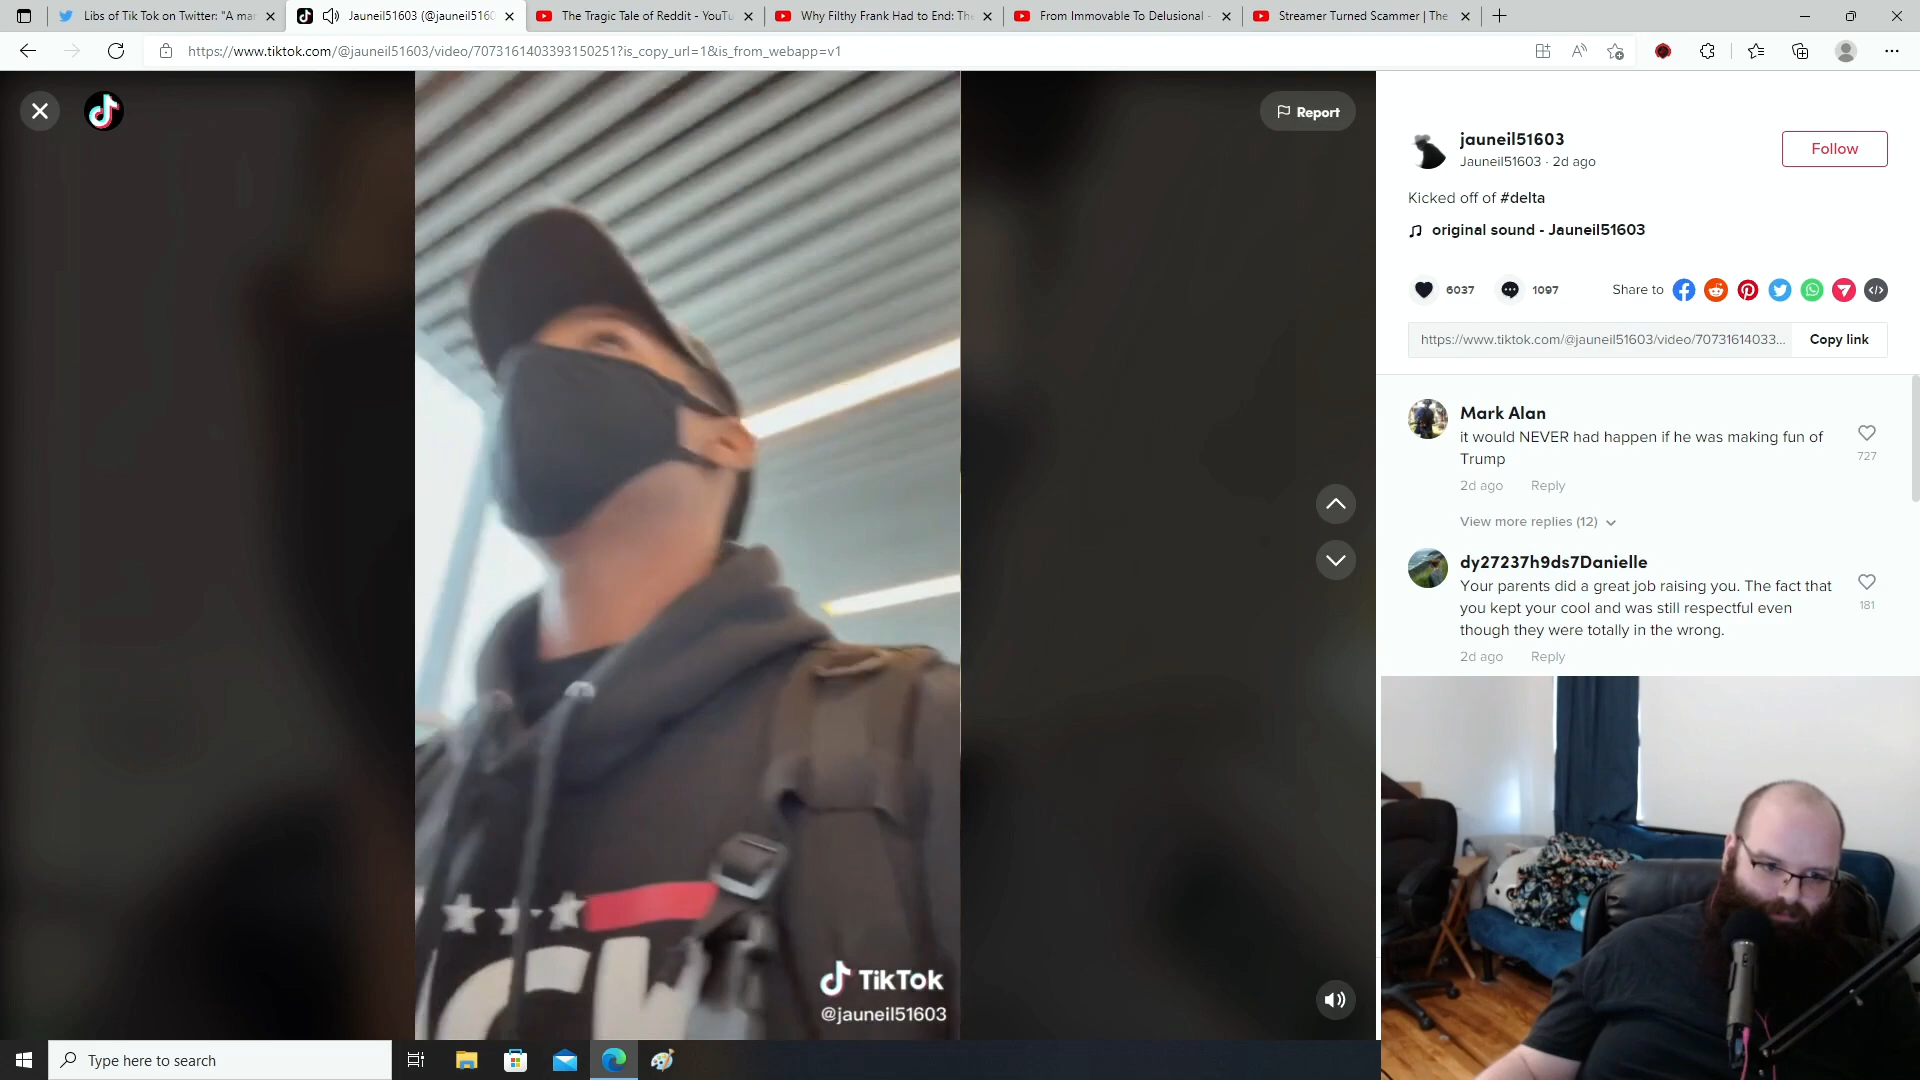 Libs of Tik Tok on Twitter: "A mar
Jauneil51603 (@jauneil5160
The Tragic Tale of Reddit - YouTu
Why Filthy Frank Had to End: The
From Immovable To Delusional -
Streamer Turned Scammer | The
https://www.tiktok.com/@jauneil51603/video/7073161403393150251?is_copy_url=1&is_from_webapp=v1
Report
jauneil51603
Jauneil51603 · 2d ago
Follow
Kicked off of #delta
original sound - Jauneil51603
6037
1097
Share to
https://www.tiktok.com/@jauneil51603/video/70731614033...
Copy link
Mark Alan
it would NEVER had happen if he was making fun of
Trump
727
2d ago Reply
View more replies (12)
dy27237h9ds7Danielle
Your parents did a great job raising you. The fact that
you kept your cool and was still respectful even
though they were totally in the wrong.
181
2d ago Reply
TikTok
@jauneil51603
Type here to search